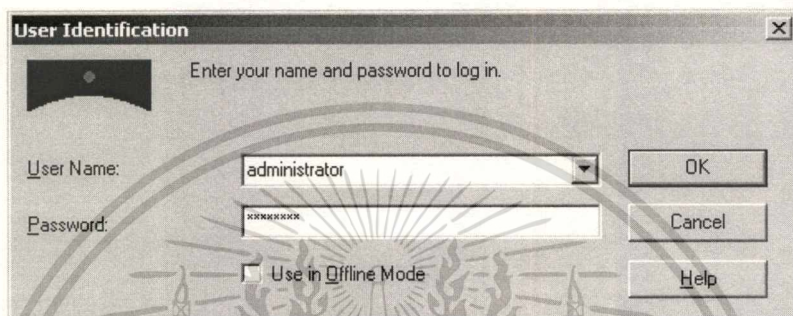 User Identification
Enter your name and password to log in.
User Name:
administrator
OK
Password:
xxxxxxxx
Cancel
Use in Offline Mode
Help